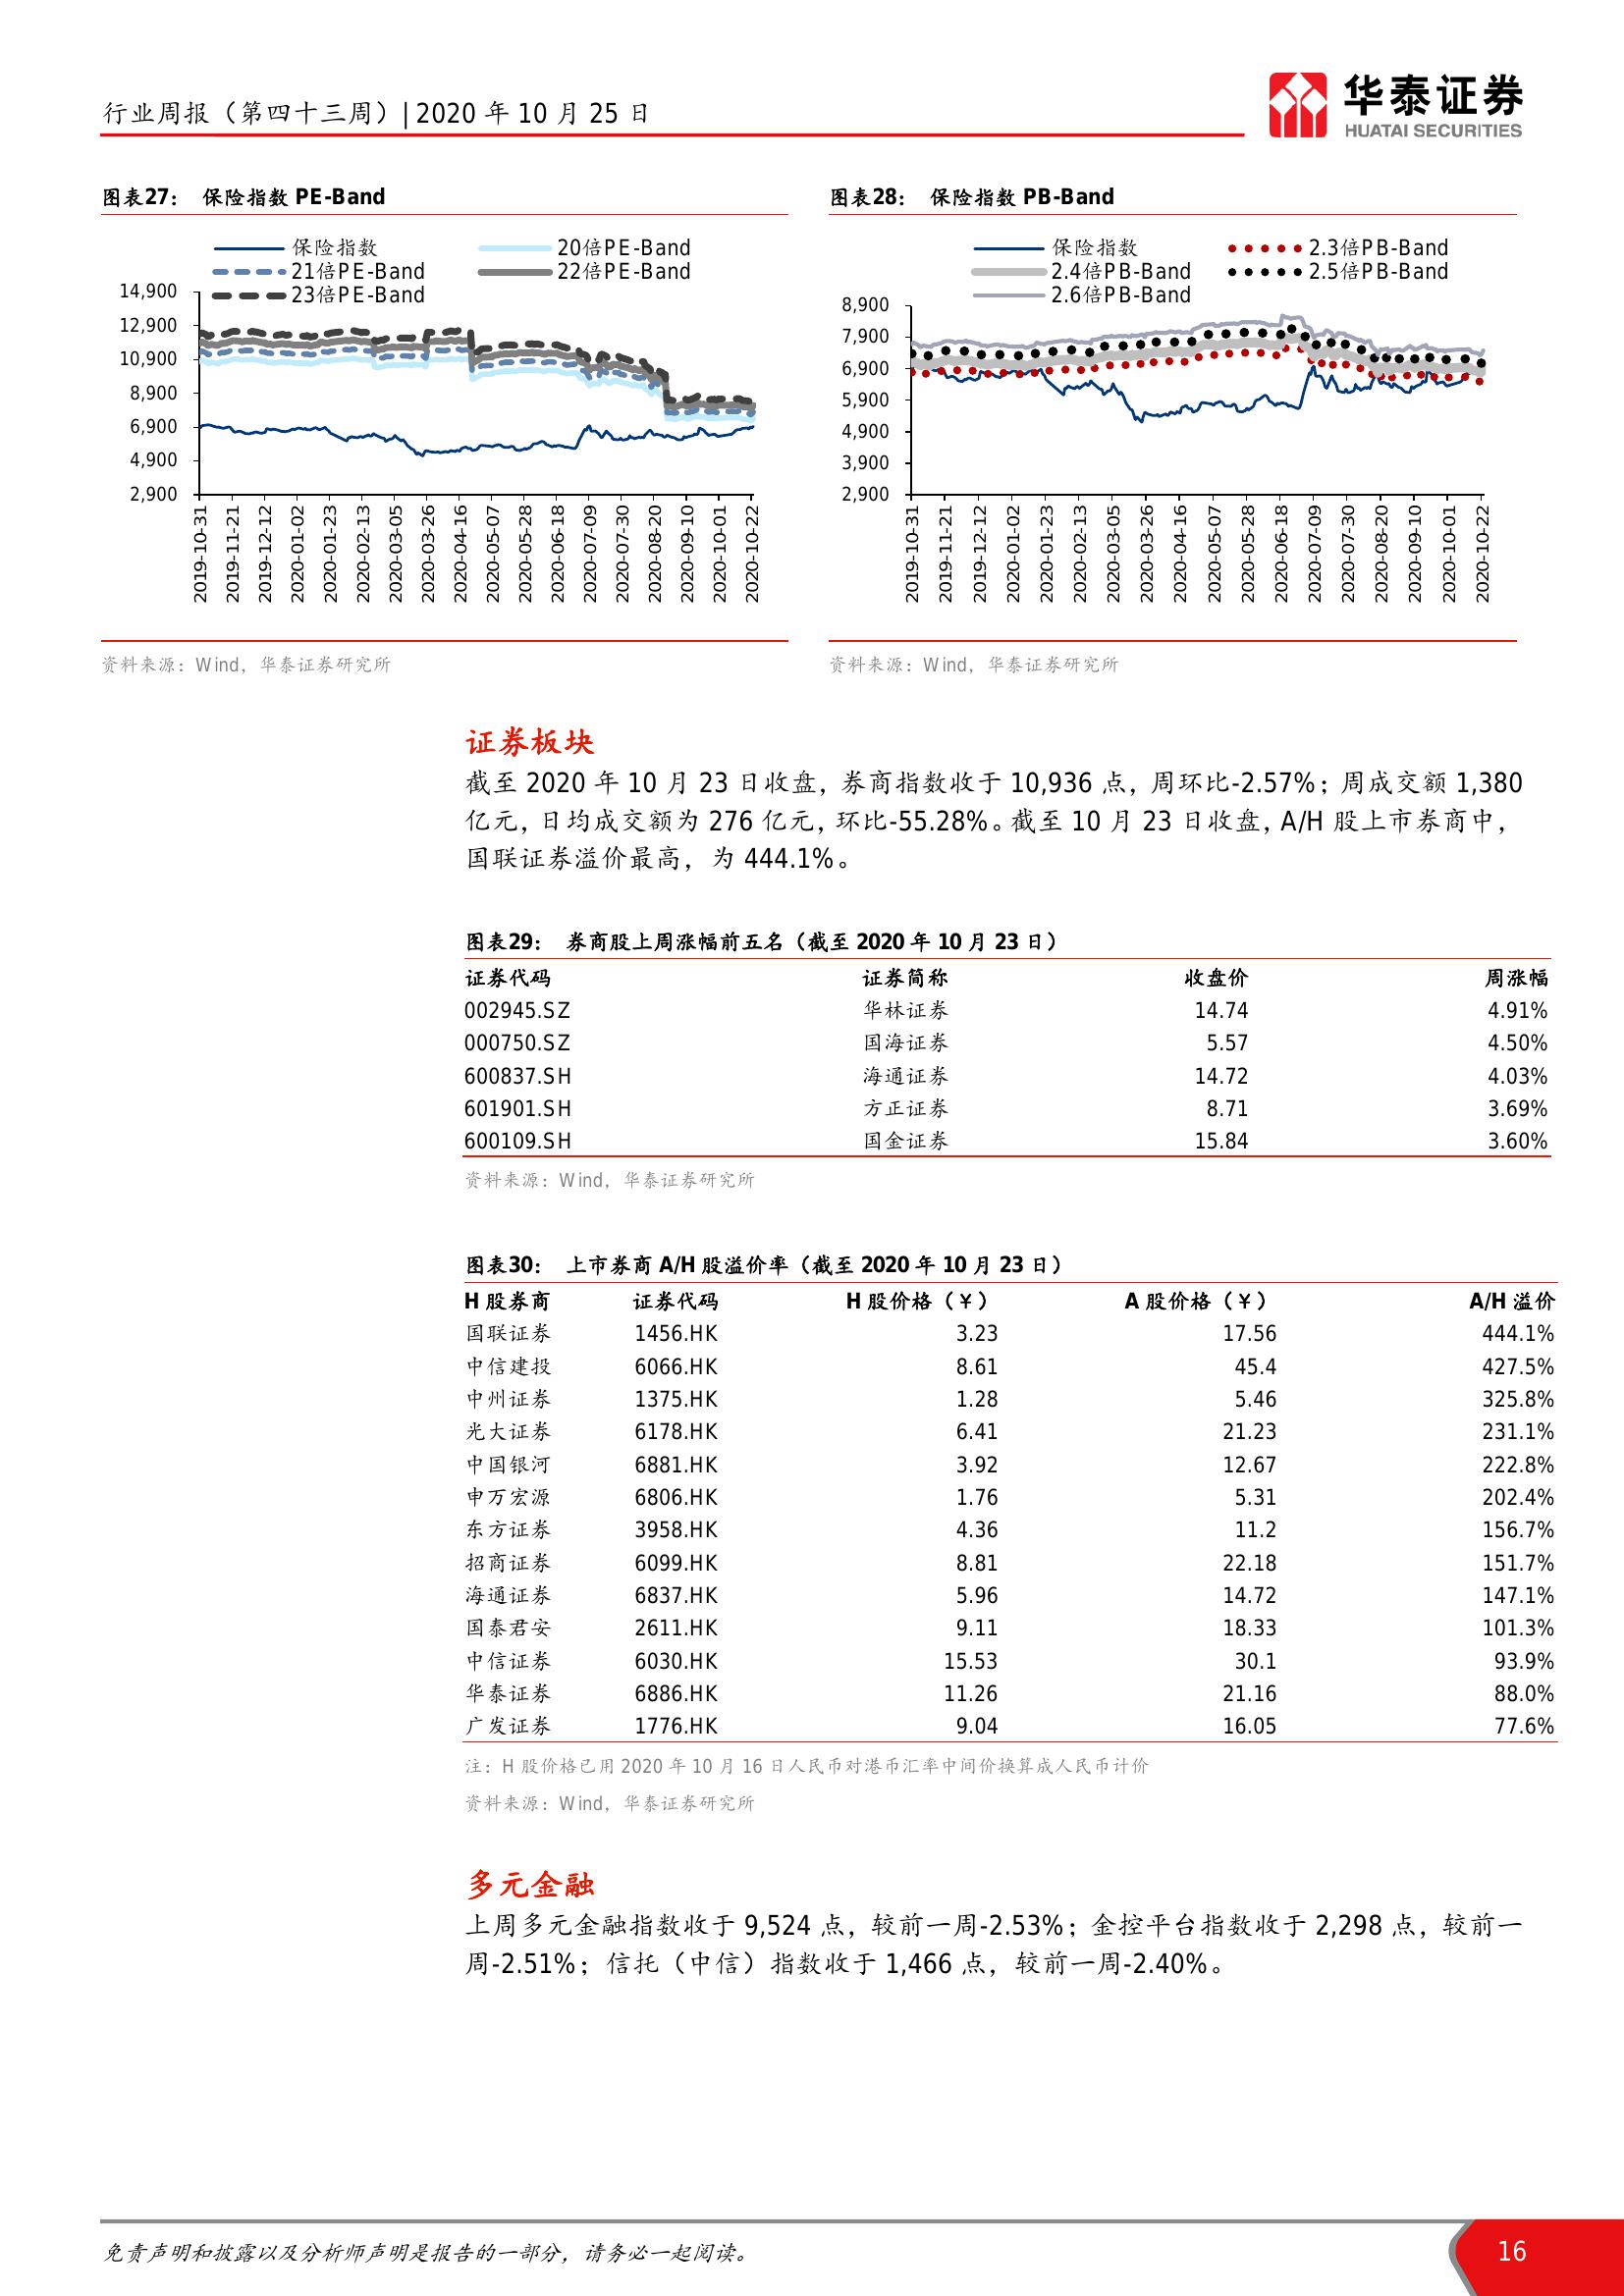 行业周报（第四十三周）| 2020 年 10 月 25 日
华泰证券
HUATAI SECURITIES
图表27： 保险指数 PE-Band
保险指数 20倍PE-Band
21倍PE-Band 22倍PE-Band
23倍PE-Band
14,900
12,900
10,900
8,900
6,900
4,900
2,900
2019-10-31
2019-11-21
2019-12-12
2020-01-02
2020-01-23
2020-02-13
2020-03-05
2020-03-26
2020-04-16
2020-05-07
2020-05-28
2020-06-18
2020-07-09
2020-07-30
2020-08-20
2020-09-10
2020-10-01
2020-10-22
资料来源：Wind，华泰证券研究所
图表28： 保险指数 PB-Band
保险指数 2.3倍PB-Band
2.4倍PB-Band 2.5倍PB-Band
2.6倍PB-Band
8,900
7,900
6,900
5,900
4,900
3,900
2,900
2019-10-31
2019-11-21
2019-12-12
2020-01-02
2020-01-23
2020-02-13
2020-03-05
2020-03-26
2020-04-16
2020-05-07
2020-05-28
2020-06-18
2020-07-09
2020-07-30
2020-08-20
2020-09-10
2020-10-01
2020-10-22
资料来源：Wind，华泰证券研究所
证券板块
截至 2020 年 10 月 23 日收盘，券商指数收于 10,936 点，周环比-2.57%；周成交额 1,380
亿元，日均成交额为 276 亿元，环比-55.28%。截至 10 月 23 日收盘，A/H 股上市券商中，
国联证券溢价最高，为 444.1%。
图表29： 券商股上周涨幅前五名（截至 2020 年 10 月 23 日）
证券代码 证券简称 收盘价 周涨幅
002945.SZ 华林证券 14.74 4.91%
000750.SZ 国海证券 5.57 4.50%
600837.SH 海通证券 14.72 4.03%
601901.SH 方正证券 8.71 3.69%
600109.SH 国金证券 15.84 3.60%
资料来源：Wind，华泰证券研究所
图表30： 上市券商 A/H 股溢价率（截至 2020 年 10 月 23 日）
H 股券商 证券代码 H 股价格（¥） A 股价格（¥） A/H 溢价
国联证券 1456.HK 3.23 17.56 444.1%
中信建投 6066.HK 8.61 45.4 427.5%
中州证券 1375.HK 1.28 5.46 325.8%
光大证券 6178.HK 6.41 21.23 231.1%
中国银河 6881.HK 3.92 12.67 222.8%
申万宏源 6806.HK 1.76 5.31 202.4%
东方证券 3958.HK 4.36 11.2 156.7%
招商证券 6099.HK 8.81 22.18 151.7%
海通证券 6837.HK 5.96 14.72 147.1%
国泰君安 2611.HK 9.11 18.33 101.3%
中信证券 6030.HK 15.53 30.1 93.9%
华泰证券 6886.HK 11.26 21.16 88.0%
广发证券 1776.HK 9.04 16.05 77.6%
注：H 股价格已用 2020 年 10 月 16 日人民币对港币汇率中间价换算成人民币计价
资料来源：Wind，华泰证券研究所
多元金融
上周多元金融指数收于 9,524 点，较前一周-2.53%；金控平台指数收于 2,298 点，较前一
周-2.51%；信托（中信）指数收于 1,466 点，较前一周-2.40%。
免责声明和披露以及分析师声明是报告的一部分，请务必一起阅读。
16